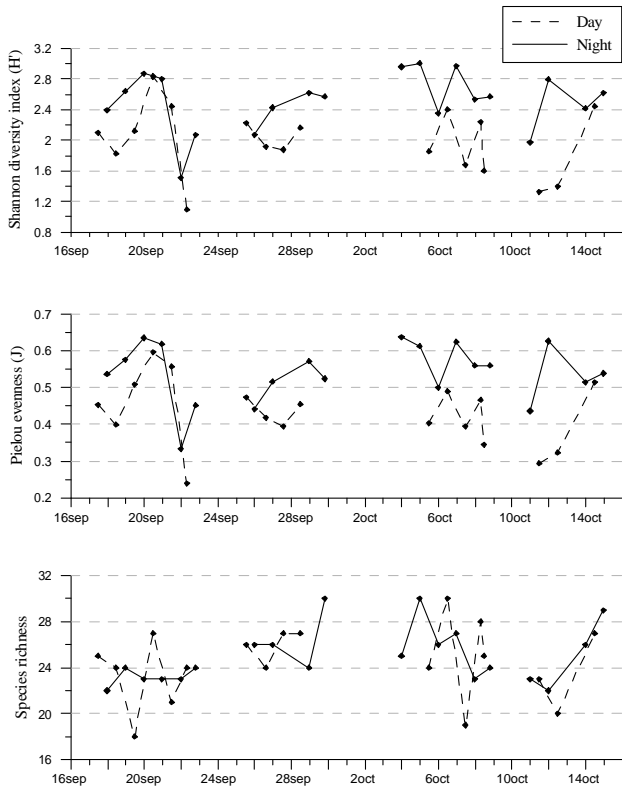 Day
Night
Shannon diversity index (H')
3.2
2.8
2.4
2
1.6
1.2
0.8
16sep 20sep 24sep 28sep 2oct 6oct 10oct 14oct
Pielou evenness (J)
0.7
0.6
0.5
0.4
0.3
0.2
16sep 20sep 24sep 28sep 2oct 6oct 10oct 14oct
Species richness
32
28
24
20
16
16sep 20sep 24sep 28sep 2oct 6oct 10oct 14oct